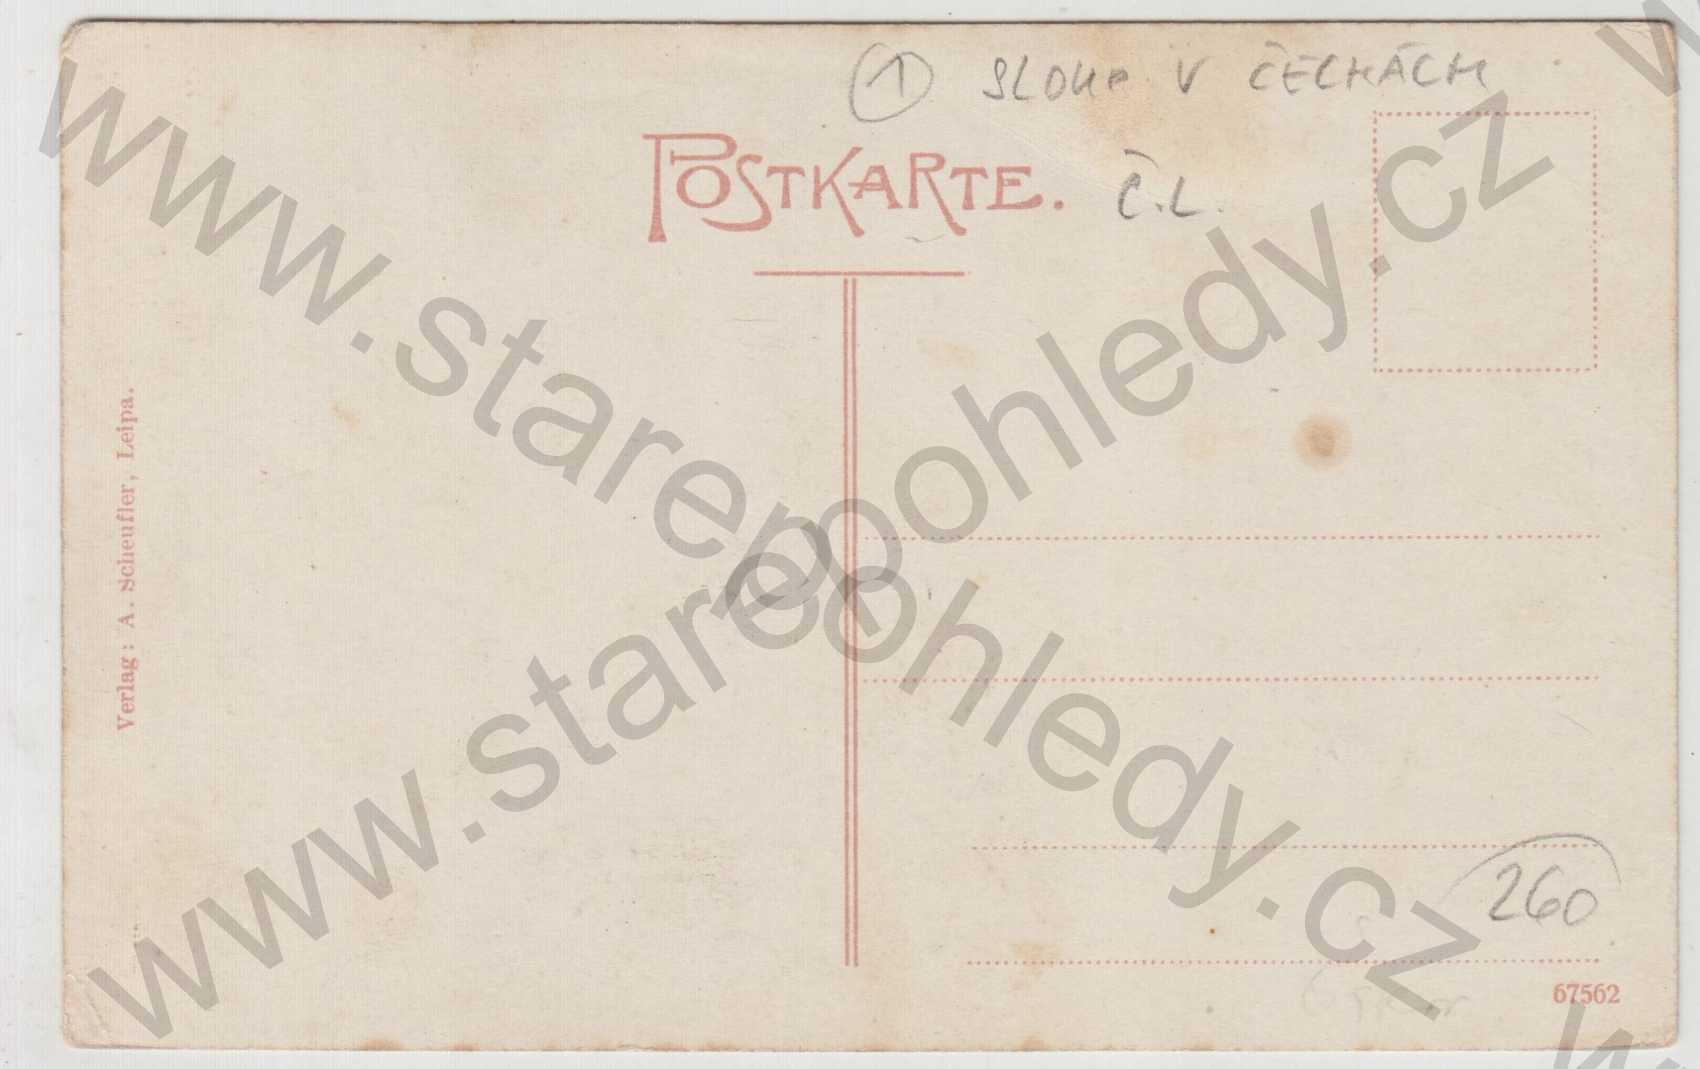 ① SLOUP V ČECHÁCH
POSTKARTE.
Č.L.
Verlag: A. Scheufler, Leipa.
260
67562
www.starepohledy.cz
www.starepohledy.cz